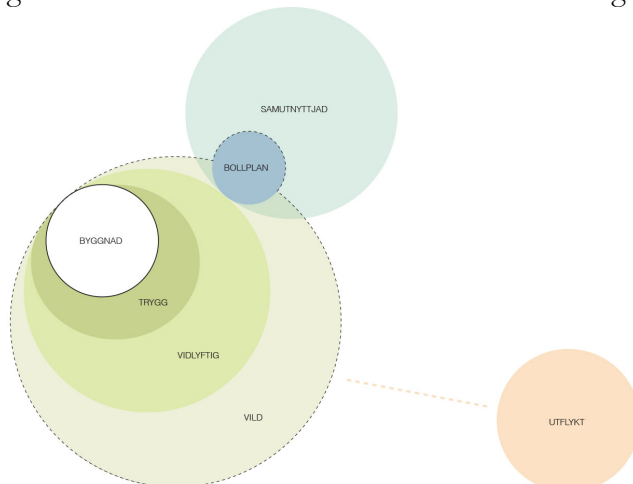 g
g
SAMUTNYTTJAD
BOLLPLAN
BYGGNAD
TRYGG
VIDLYFTIG
VILD
UTFLYKT